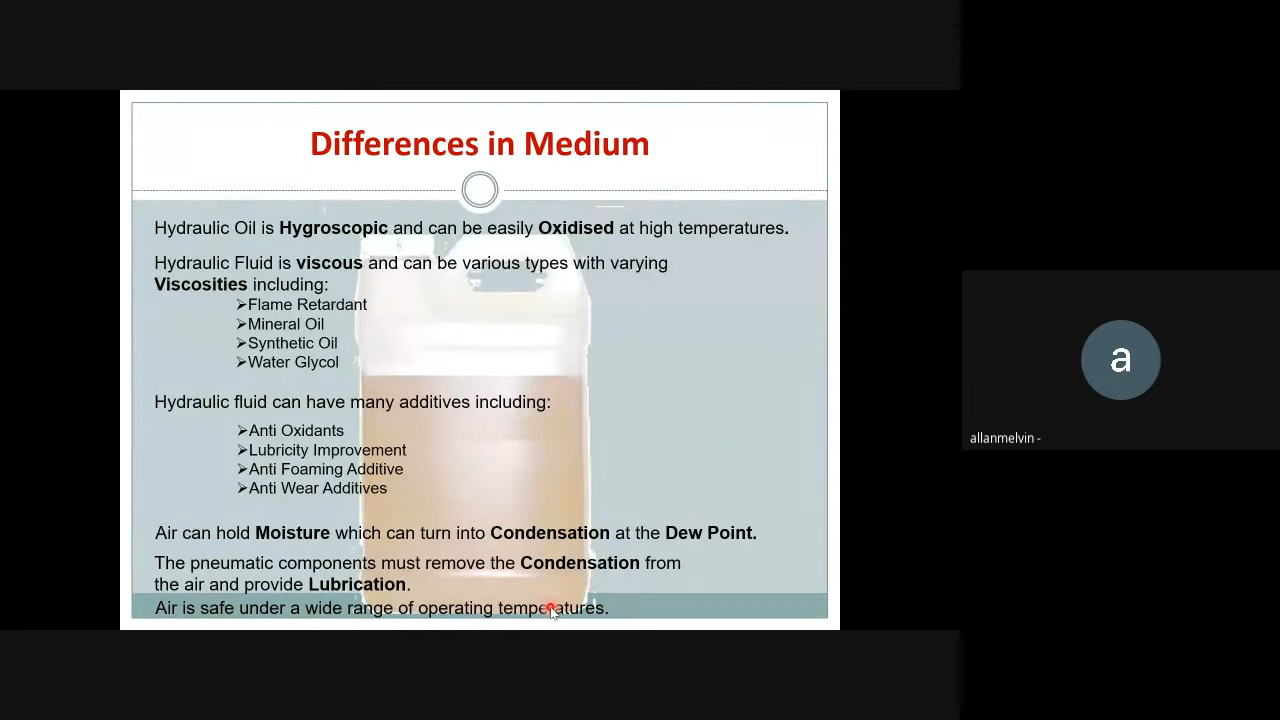 Differences in Medium
Hydraulic Oil is Hygroscopic and can be easily Oxidised at high temperatures.
Hydraulic Fluid is viscous and can be various types with varying
Viscosities including:
➢Flame Retardant
➢Mineral Oil
➢Synthetic Oil
➢Water Glycol
Hydraulic fluid can have many additives including:
➢Anti Oxidants
➢Lubricity Improvement
➢Anti Foaming Additive
➢Anti Wear Additives
Air can hold Moisture which can turn into Condensation at the Dew Point.
The pneumatic components must remove the Condensation from
the air and provide Lubrication.
Air is safe under a wide range of operating temperatures.
a
allanmelvin -